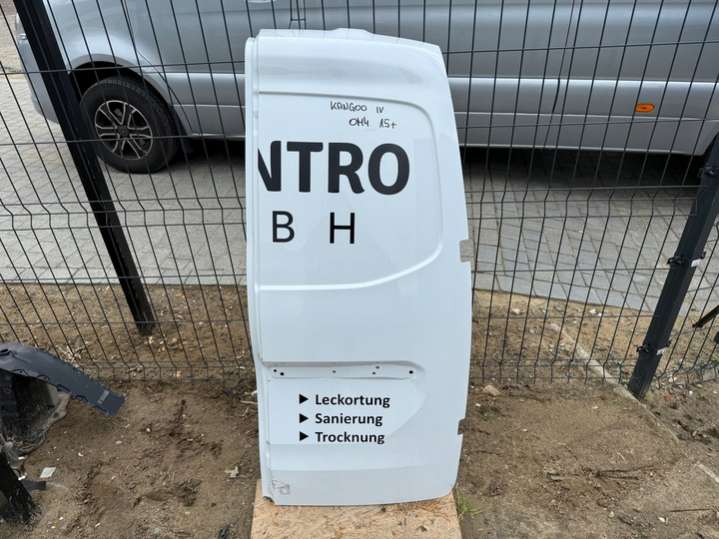 KANGOO IV
OH4 15+
NTRO
B H
▶ Leckortung
▶ Sanierung
▶ Trocknung